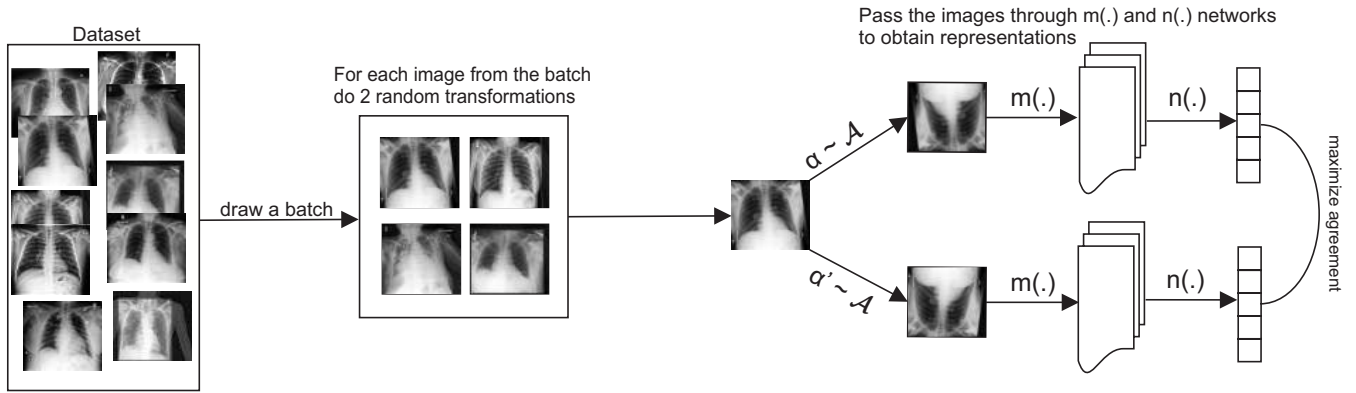 Dataset
draw a batch
For each image from the batch
do 2 random transformations
Pass the images through m(.) and n(.) networks
to obtain representations
α ~ 𝒜
m(.)
n(.)
α' ~ 𝒜
m(.)
n(.)
maximize agreement